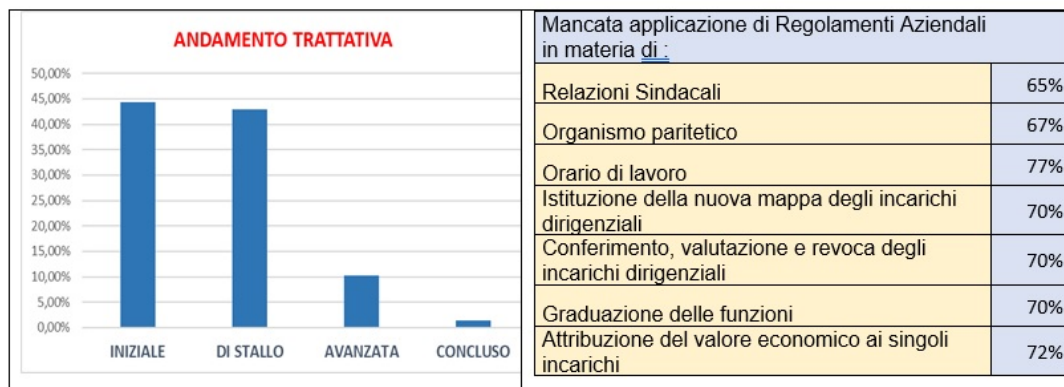 ANDAMENTO TRATTATIVA
50,00%
45,00%
40,00%
35,00%
30,00%
25,00%
20,00%
15,00%
10,00%
5,00%
0,00%
INIZIALE DI STALLO AVANZATA CONCLUSO
Mancata applicazione di Regolamenti Aziendali
in materia di :
Relazioni Sindacali 65%
Organismo paritetico 67%
Orario di lavoro 77%
Istituzione della nuova mappa degli incarichi
dirigenziali 70%
Conferimento, valutazione e revoca degli
incarichi dirigenziali 70%
Graduazione delle funzioni 70%
Attribuzione del valore economico ai singoli
incarichi 72%